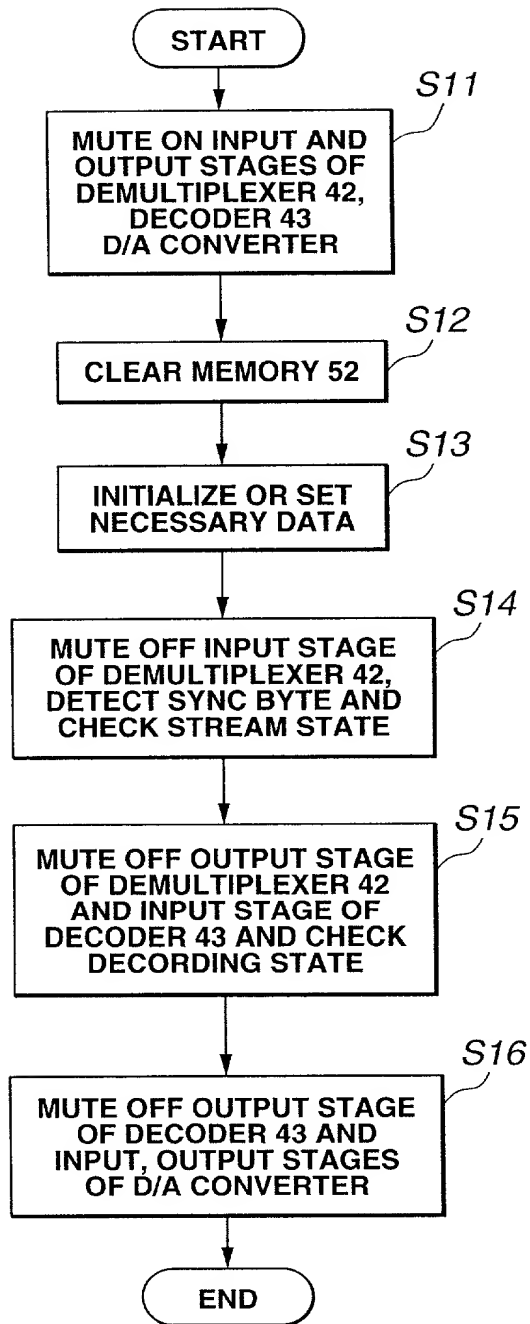 START
S11
MUTE ON INPUT AND
OUTPUT STAGES OF
DEMULTIPLEXER 42,
DECODER 43
D/A CONVERTER
S12
CLEAR MEMORY 52
S13
INITIALIZE OR SET
NECESSARY DATA
S14
MUTE OFF INPUT STAGE
OF DEMULTIPLEXER 42,
DETECT SYNC BYTE AND
CHECK STREAM STATE
S15
MUTE OFF OUTPUT STAGE
OF DEMULTIPLEXER 42
AND INPUT STAGE OF
DECODER 43 AND CHECK
DECORDING STATE
S16
MUTE OFF OUTPUT STAGE
OF DECODER 43 AND
INPUT, OUTPUT STAGES
OF D/A CONVERTER
END